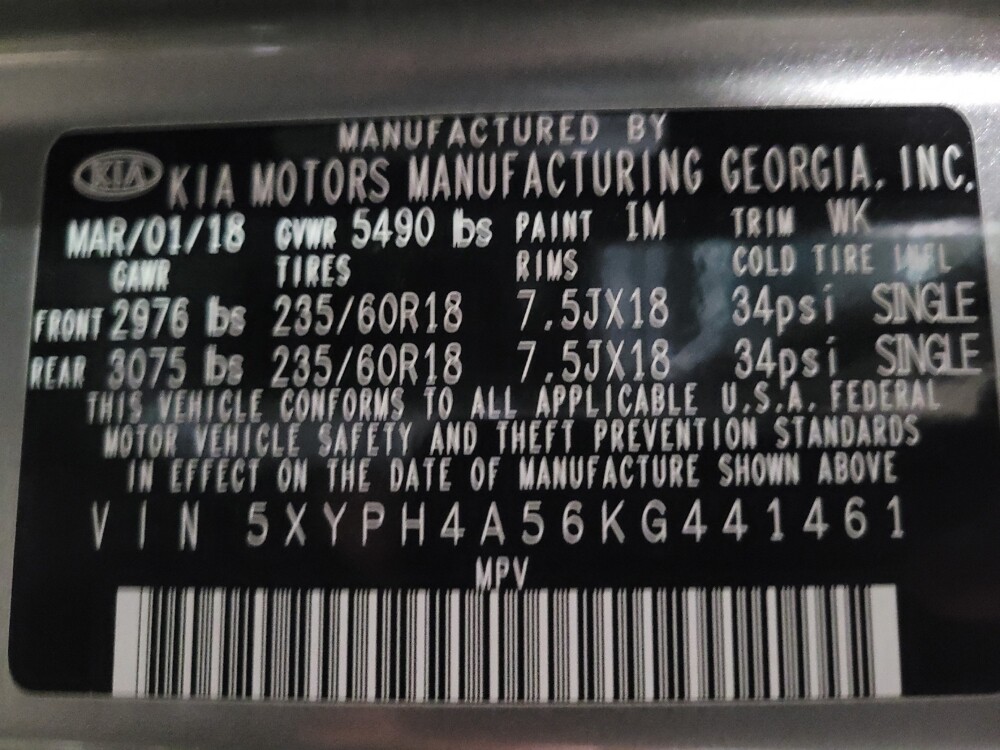 MANUFACTURED BY
KIA KIA MOTORS MANUFACTURING GEORGIA, INC.
MAR/01/18 GVWR 5490 lbs PAINT IM TRIM WK
GAWR TIRES RIMS COLD TIRE INFL
FRONT 2976 lbs 235/60R18 7.5JX18 34psi SINGLE
REAR 3075 lbs 235/60R18 7.5JX18 34psi SINGLE
THIS VEHICLE CONFORMS TO ALL APPLICABLE U.S.A. FEDERAL
MOTOR VEHICLE SAFETY AND THEFT PREVENTION STANDARDS
IN EFFECT ON THE DATE OF MANUFACTURE SHOWN ABOVE
VIN 5XYPH4A56KG441461
MPV